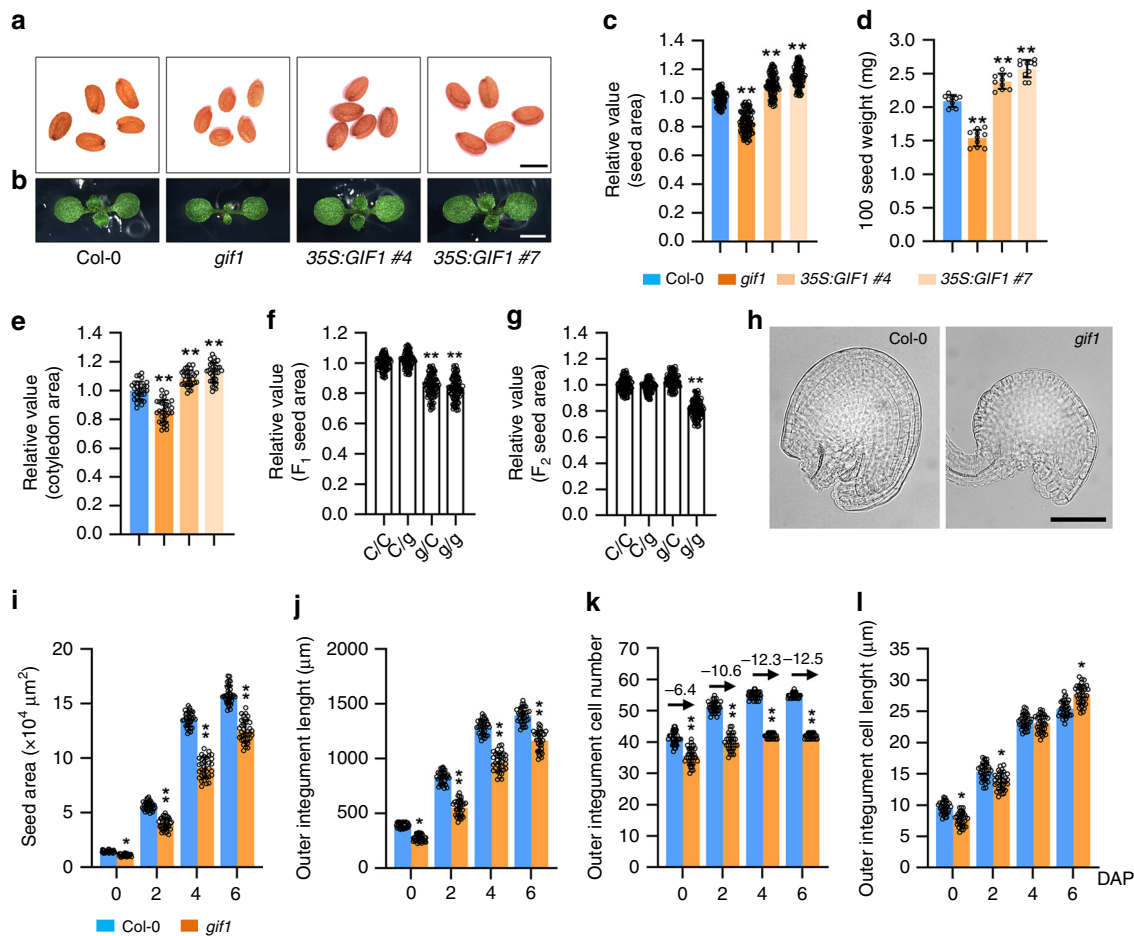 a
b
Col-0
gif1
35S:GIF1 #4
35S:GIF1 #7
c
Relative value
(seed area)
1.4
1.2
1.0
0.8
0.6
0.4
0.2
0.0
**
**
**
d
100 seed weight (mg)
3.0
2.5
2.0
1.5
1.0
0.5
0.0
**
**
**
Col-0
gif1
35S:GIF1 #4
35S:GIF1 #7
e
Relative value
(cotyledon area)
1.4
1.2
1.0
0.8
0.6
0.4
0.2
0.0
**
**
**
f
Relative value
(F1 seed area)
1.2
1.0
0.8
0.6
0.4
0.2
0.0
**
**
C/C
C/g
g/C
g/g
g
Relative value
(F2 seed area)
1.4
1.2
1.0
0.8
0.6
0.4
0.2
0.0
**
C/C
C/g
g/C
g/g
h
Col-0
gif1
i
Seed area (×10⁴ μm²)
20
15
10
5
0
*
**
**
**
0 2 4 6
Col-0
gif1
j
Outer integument lenght (μm)
2000
1500
1000
500
0
*
**
**
**
0 2 4 6
k
Outer integument cell number
70
60
50
40
30
20
10
0
–6.4
–10.6
–12.3
–12.5
**
**
**
**
0 2 4 6
l
Outer integument cell lenght (μm)
35
30
25
20
15
10
5
0
*
*
*
0 2 4 6
DAP